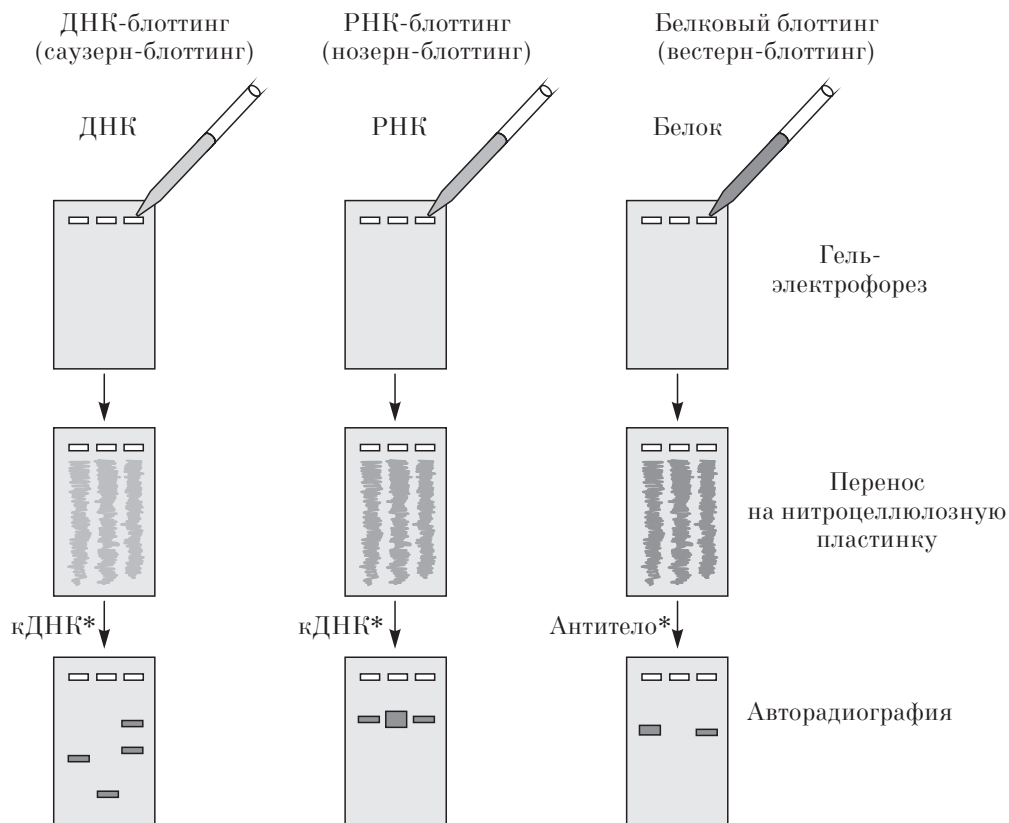 ДНК-блоттинг
(саузерн-блоттинг)
РНК-блоттинг
(нозерн-блоттинг)
Белковый блоттинг
(вестерн-блоттинг)
ДНК
РНК
Белок
Гель-
электрофорез
Перенос
на нитроцеллюлозную
пластинку
кДНК*
кДНК*
Антитело*
Авторадиография